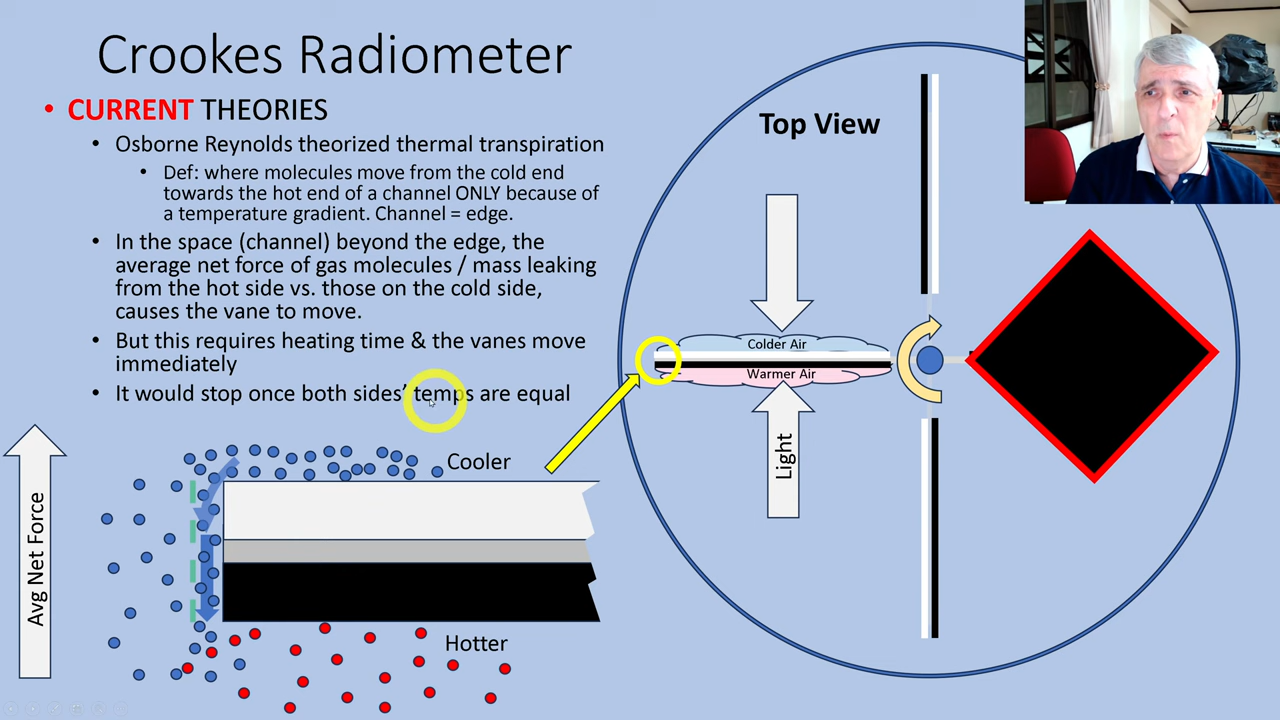 Crookes Radiometer
• CURRENT THEORIES
• Osborne Reynolds theorized thermal transpiration
• Def: where molecules move from the cold end
towards the hot end of a channel ONLY because of
a temperature gradient. Channel = edge.
• In the space (channel) beyond the edge, the
average net force of gas molecules / mass leaking
from the hot side vs. those on the cold side,
causes the vane to move.
• But this requires heating time & the vanes move
immediately
• It would stop once both sides' temps are equal
Avg Net Force
Cooler
Hotter
Top View
Colder Air
Warmer Air
Light